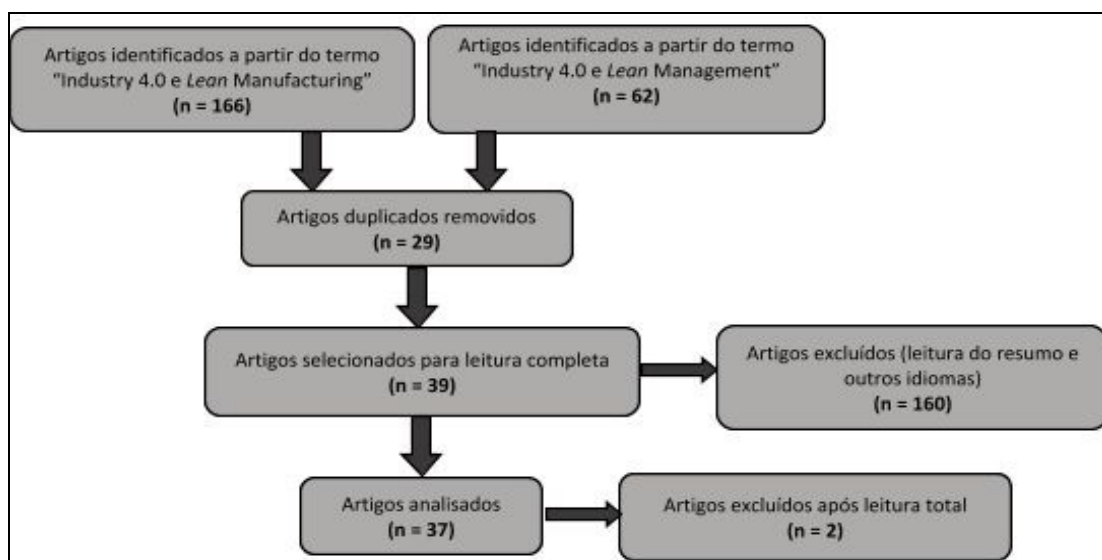 Artigos identificados a partir do termo
“Industry 4.0 e Lean Manufacturing”
(n = 166)
Artigos identificados a partir do termo
“Industry 4.0 e Lean Management”
(n = 62)
Artigos duplicados removidos
(n = 29)
Artigos selecionados para leitura completa
(n = 39)
Artigos excluídos (leitura do resumo e
outros idiomas)
(n = 160)
Artigos analisados
(n = 37)
Artigos excluídos após leitura total
(n = 2)